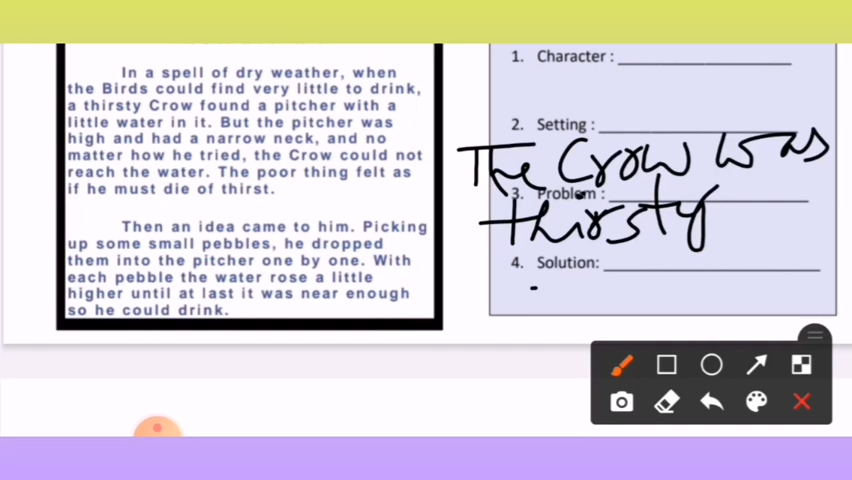 In a spell of dry weather, when
the Birds could find very little to drink,
a thirsty Crow found a pitcher with a
little water in it. But the pitcher was
high and had a narrow neck, and no
matter how he tried, the Crow could not
reach the water. The poor thing felt as
if he must die of thirst.
Then an idea came to him. Picking
up some small pebbles, he dropped
them into the pitcher one by one. With
each pebble the water rose a little
higher until at last it was near enough
so he could drink.
1. Character : ____________________
2. Setting : ____________________
The Crow was
3. Problem : ____________________
thirsty
4. Solution: ____________________